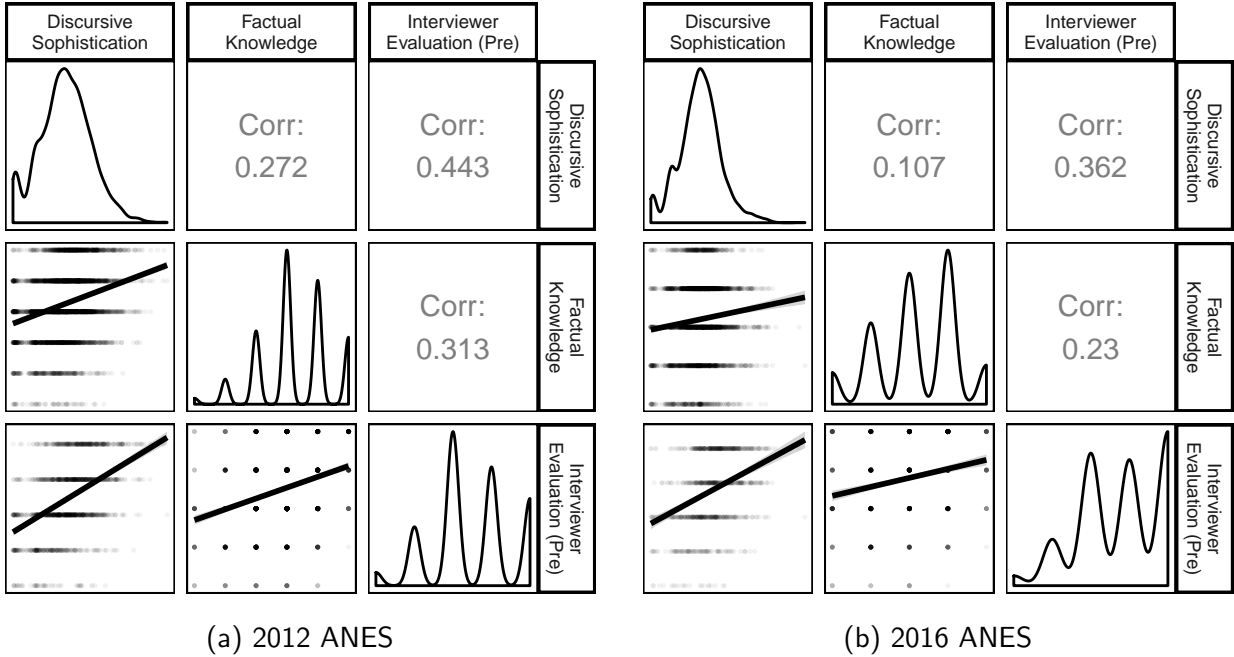 Discursive
Sophistication
Factual
Knowledge
Interviewer
Evaluation (Pre)
Corr:
0.272
Corr:
0.443
Discursive
Sophistication
Corr:
0.313
Factual
Knowledge
Interviewer
Evaluation (Pre)
(a) 2012 ANES
Discursive
Sophistication
Factual
Knowledge
Interviewer
Evaluation (Pre)
Corr:
0.107
Corr:
0.362
Discursive
Sophistication
Corr:
0.23
Factual
Knowledge
Interviewer
Evaluation (Pre)
(b) 2016 ANES